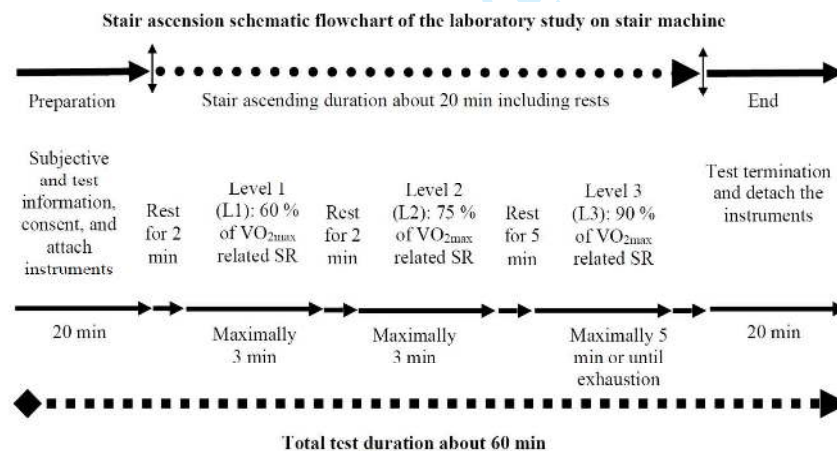 Stair ascension schematic flowchart of the laboratory study on stair machine
Preparation
Stair ascending duration about 20 min including rests
End
Subjective
and test
information,
consent, and
attach
instruments
Rest
for 2
min
Level 1
(L1): 60 %
of VO2max
related SR
Rest
for 2
min
Level 2
(L2): 75 %
of VO2max
related SR
Rest
for 5
min
Level 3
(L3): 90 %
of VO2max
related SR
Test termination
and detach the
instruments
20 min
Maximally
3 min
Maximally
3 min
Maximally 5
min or until
exhaustion
20 min
Total test duration about 60 min